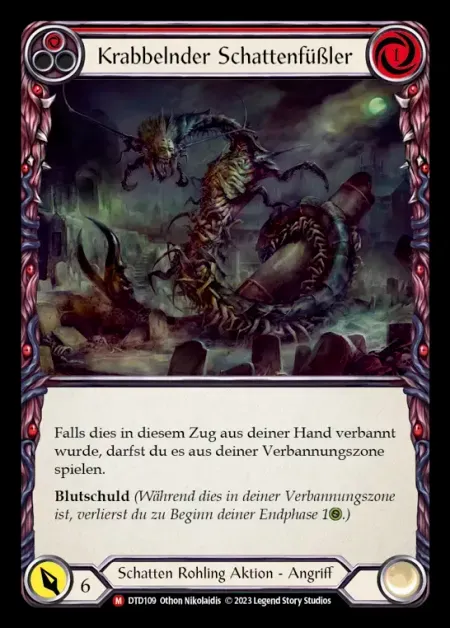 Krabbelnder Schattenfüßler
1
Falls dies in diesem Zug aus deiner Hand verbannt
wurde, darfst du es aus deiner Verbannungszone
spielen.
Blutschuld (Während dies in deiner Verbannungszone
ist, verlierst du zu Beginn deiner Endphase 1.)
6
Schatten Rohling Aktion - Angriff
M DTD109 Othon Nikolaidis © 2023 Legend Story Studios